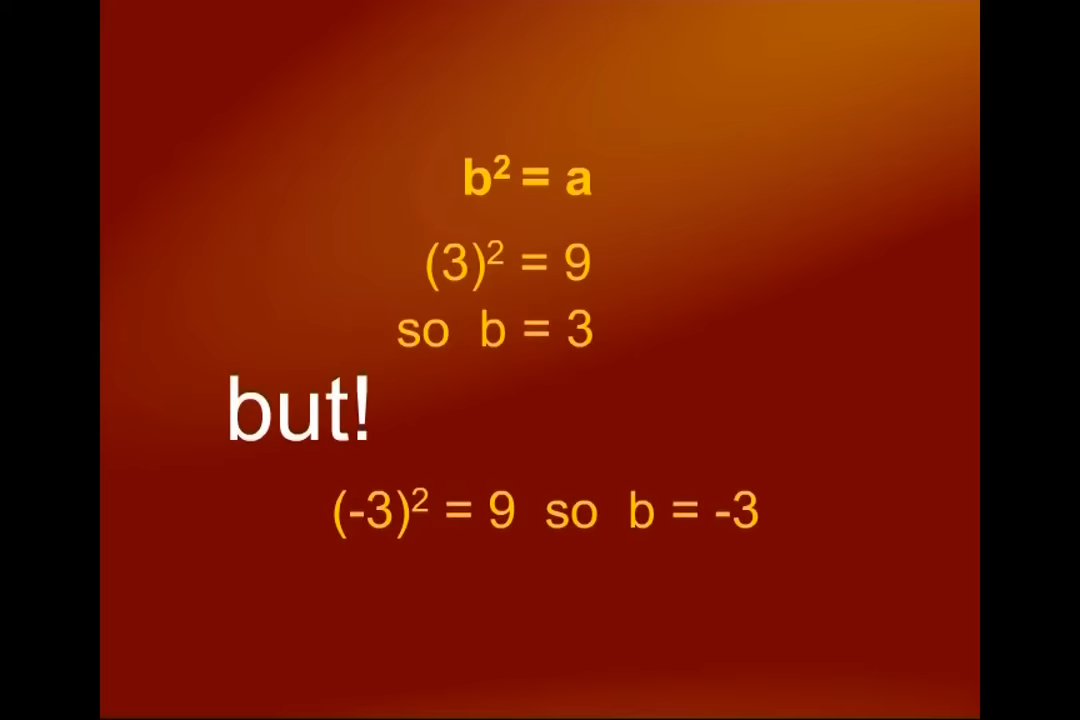 b² = a
(3)² = 9
so b = 3
but!
(-3)² = 9 so b = -3